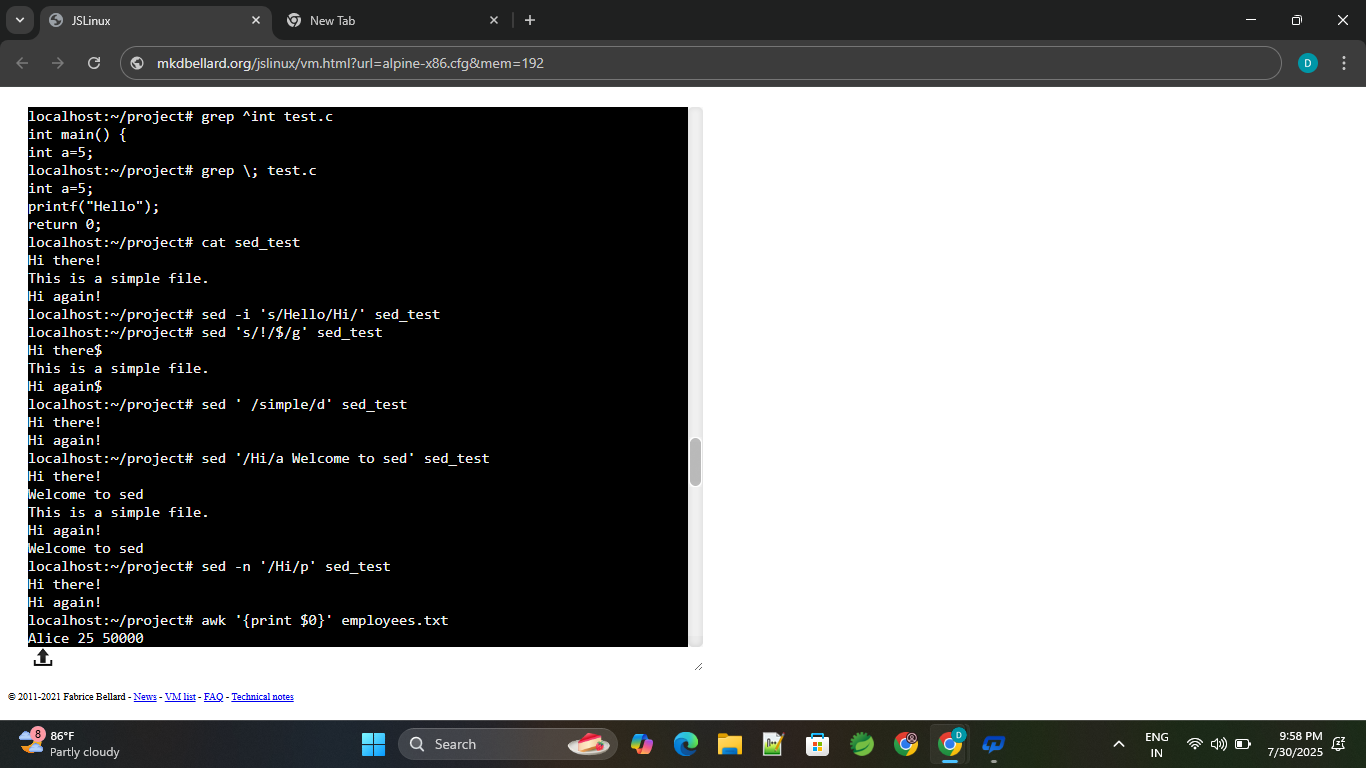 JSLinux
New Tab
mkdbellard.org/jslinux/vm.html?url=alpine-x86.cfg&mem=192
D
localhost:~/project# grep ^int test.c
int main() {
int a=5;
localhost:~/project# grep \; test.c
int a=5;
printf("Hello");
return 0;
localhost:~/project# cat sed_test
Hi there!
This is a simple file.
Hi again!
localhost:~/project# sed -i 's/Hello/Hi/' sed_test
localhost:~/project# sed 's/!/$/g' sed_test
Hi there$
This is a simple file.
Hi again$
localhost:~/project# sed ' /simple/d' sed_test
Hi there!
Hi again!
localhost:~/project# sed '/Hi/a Welcome to sed' sed_test
Hi there!
Welcome to sed
This is a simple file.
Hi again!
Welcome to sed
localhost:~/project# sed -n '/Hi/p' sed_test
Hi there!
Hi again!
localhost:~/project# awk '{print $0}' employees.txt
Alice 25 50000
© 2011-2021 Fabrice Bellard - News - VM list - FAQ - Technical notes
8
86°F
Partly cloudy
Search
D
ENG
IN
9:58 PM
7/30/2025